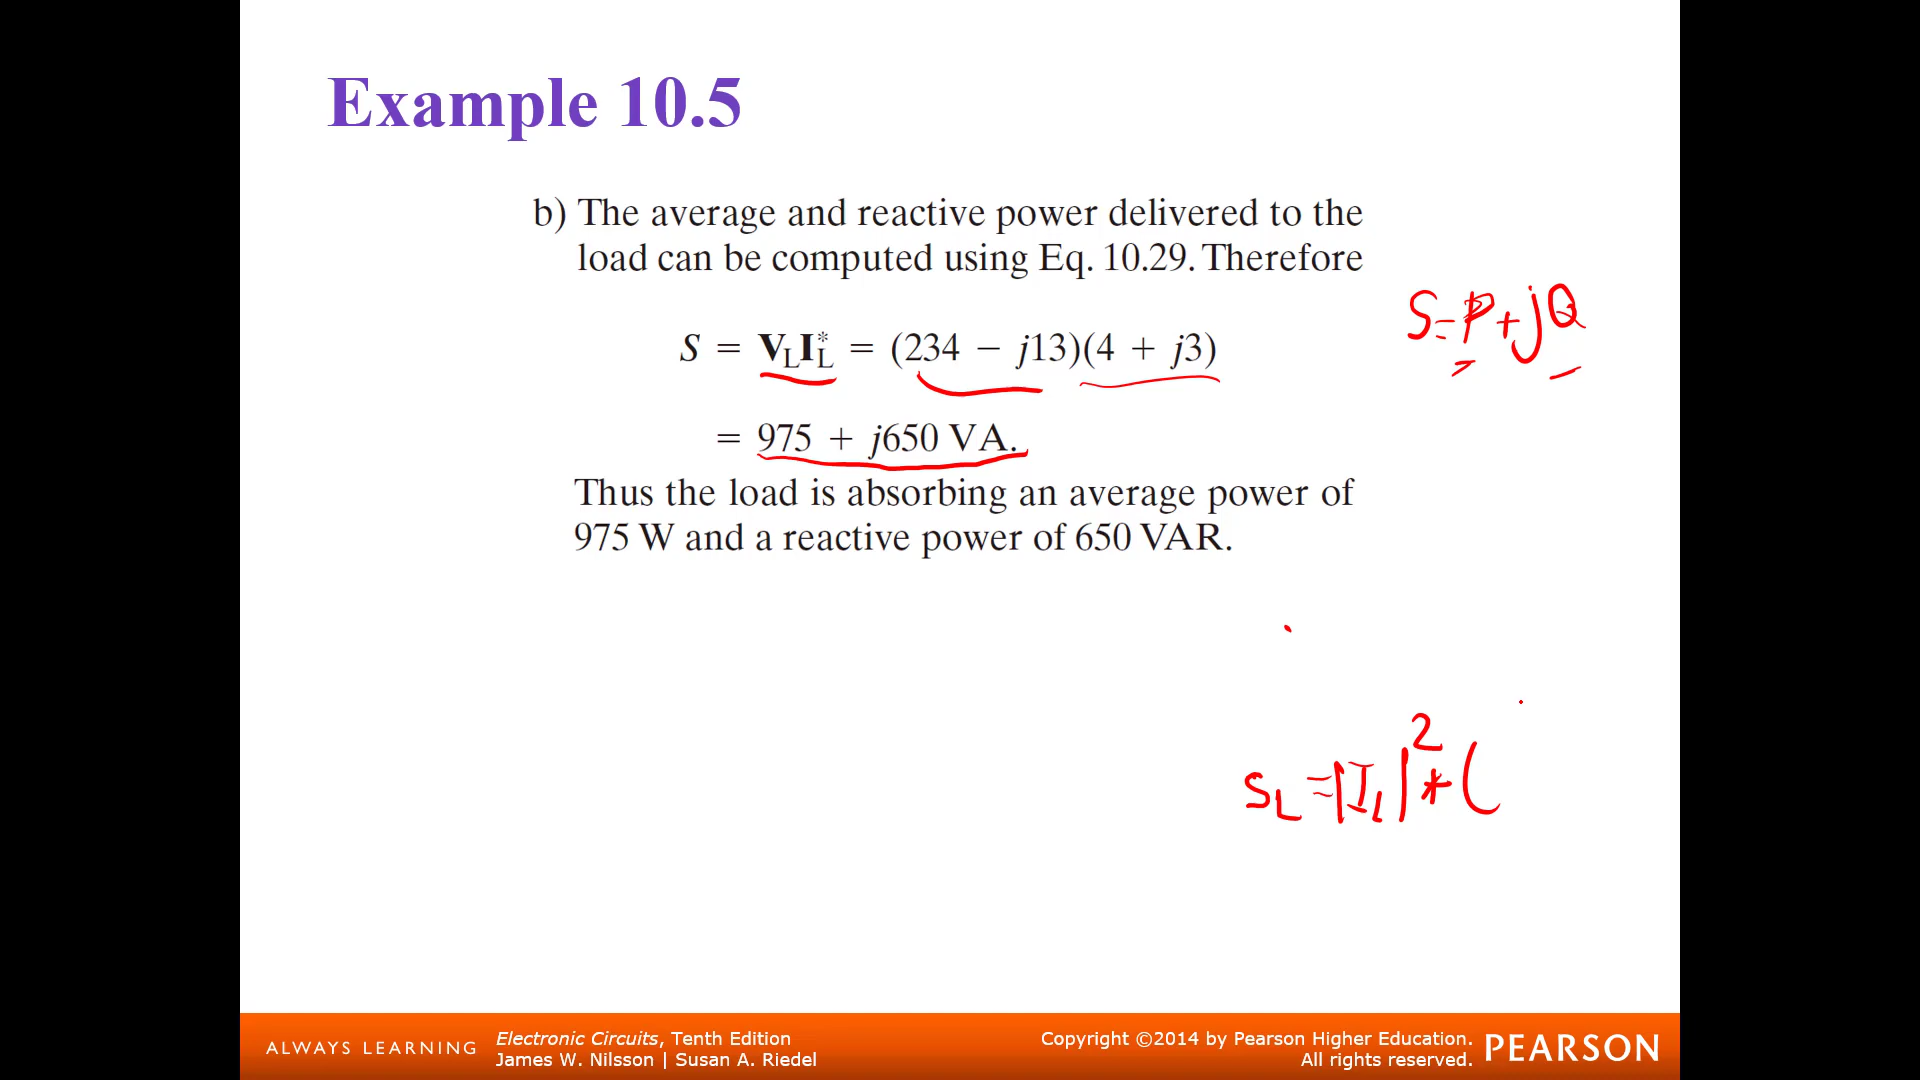 Example 10.5
b) The average and reactive power delivered to the
load can be computed using Eq. 10.29. Therefore
S = P + jQ
S = V_L I_L^* = (234 − j13)(4 + j3)
= 975 + j650 VA.
Thus the load is absorbing an average power of
975 W and a reactive power of 650 VAR.
S_L = |I_L|^2 * (
ALWAYS LEARNING
Electronic Circuits, Tenth Edition
James W. Nilsson | Susan A. Riedel
Copyright ©2014 by Pearson Higher Education.
All rights reserved.
PEARSON